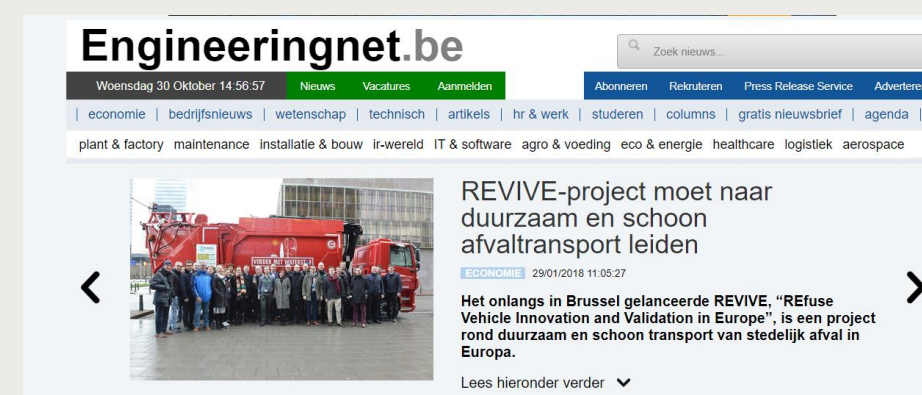 Engineeringnet.be
Zoek nieuws...
Woensdag 30 Oktober 14:56:57 Nieuws Vacatures Aanmelden Abonneren Rekruteren Press Release Service Advertere
| economie | bedrijfsnieuws | wetenschap | technisch | artikels | hr & werk | studeren | columns | gratis nieuwsbrief | agenda |
plant & factory maintenance installatie & bouw ir-wereld IT & software agro & voeding eco & energie healthcare logistiek aerospace
REVIVE-project moet naar
duurzaam en schoon
afvaltransport leiden
ECONOMIE 29/01/2018 11:05:27
VERDER MET WATERSTOF
Het onlangs in Brussel gelanceerde REVIVE, “REfuse
Vehicle Innovation and Validation in Europe”, is een project
rond duurzaam en schoon transport van stedelijk afval in
Europa.
Lees hieronder verder